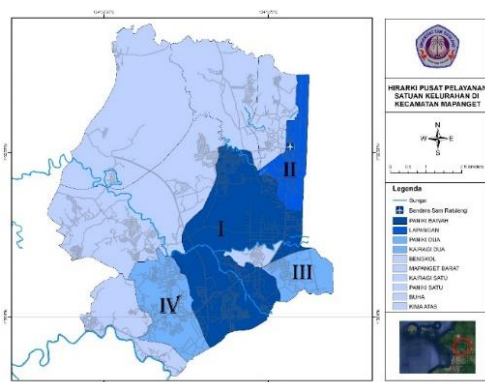 HIRARKI PUSAT PELAYANAN
SATUAN KELURAHAN DI
KECAMATAN MAPANGET
N
W E
S
Legenda
Sungai
Bandara Sam Ratulangi
PANIKI BAWAH
LAPANGAN
PANIKI DUA
KAIRAGI DUA
BENGKOL
MAPANGET BARAT
KAIRAGI SATU
PANIKI SATU
BUHA
KIMA ATAS
I
II
III
IV